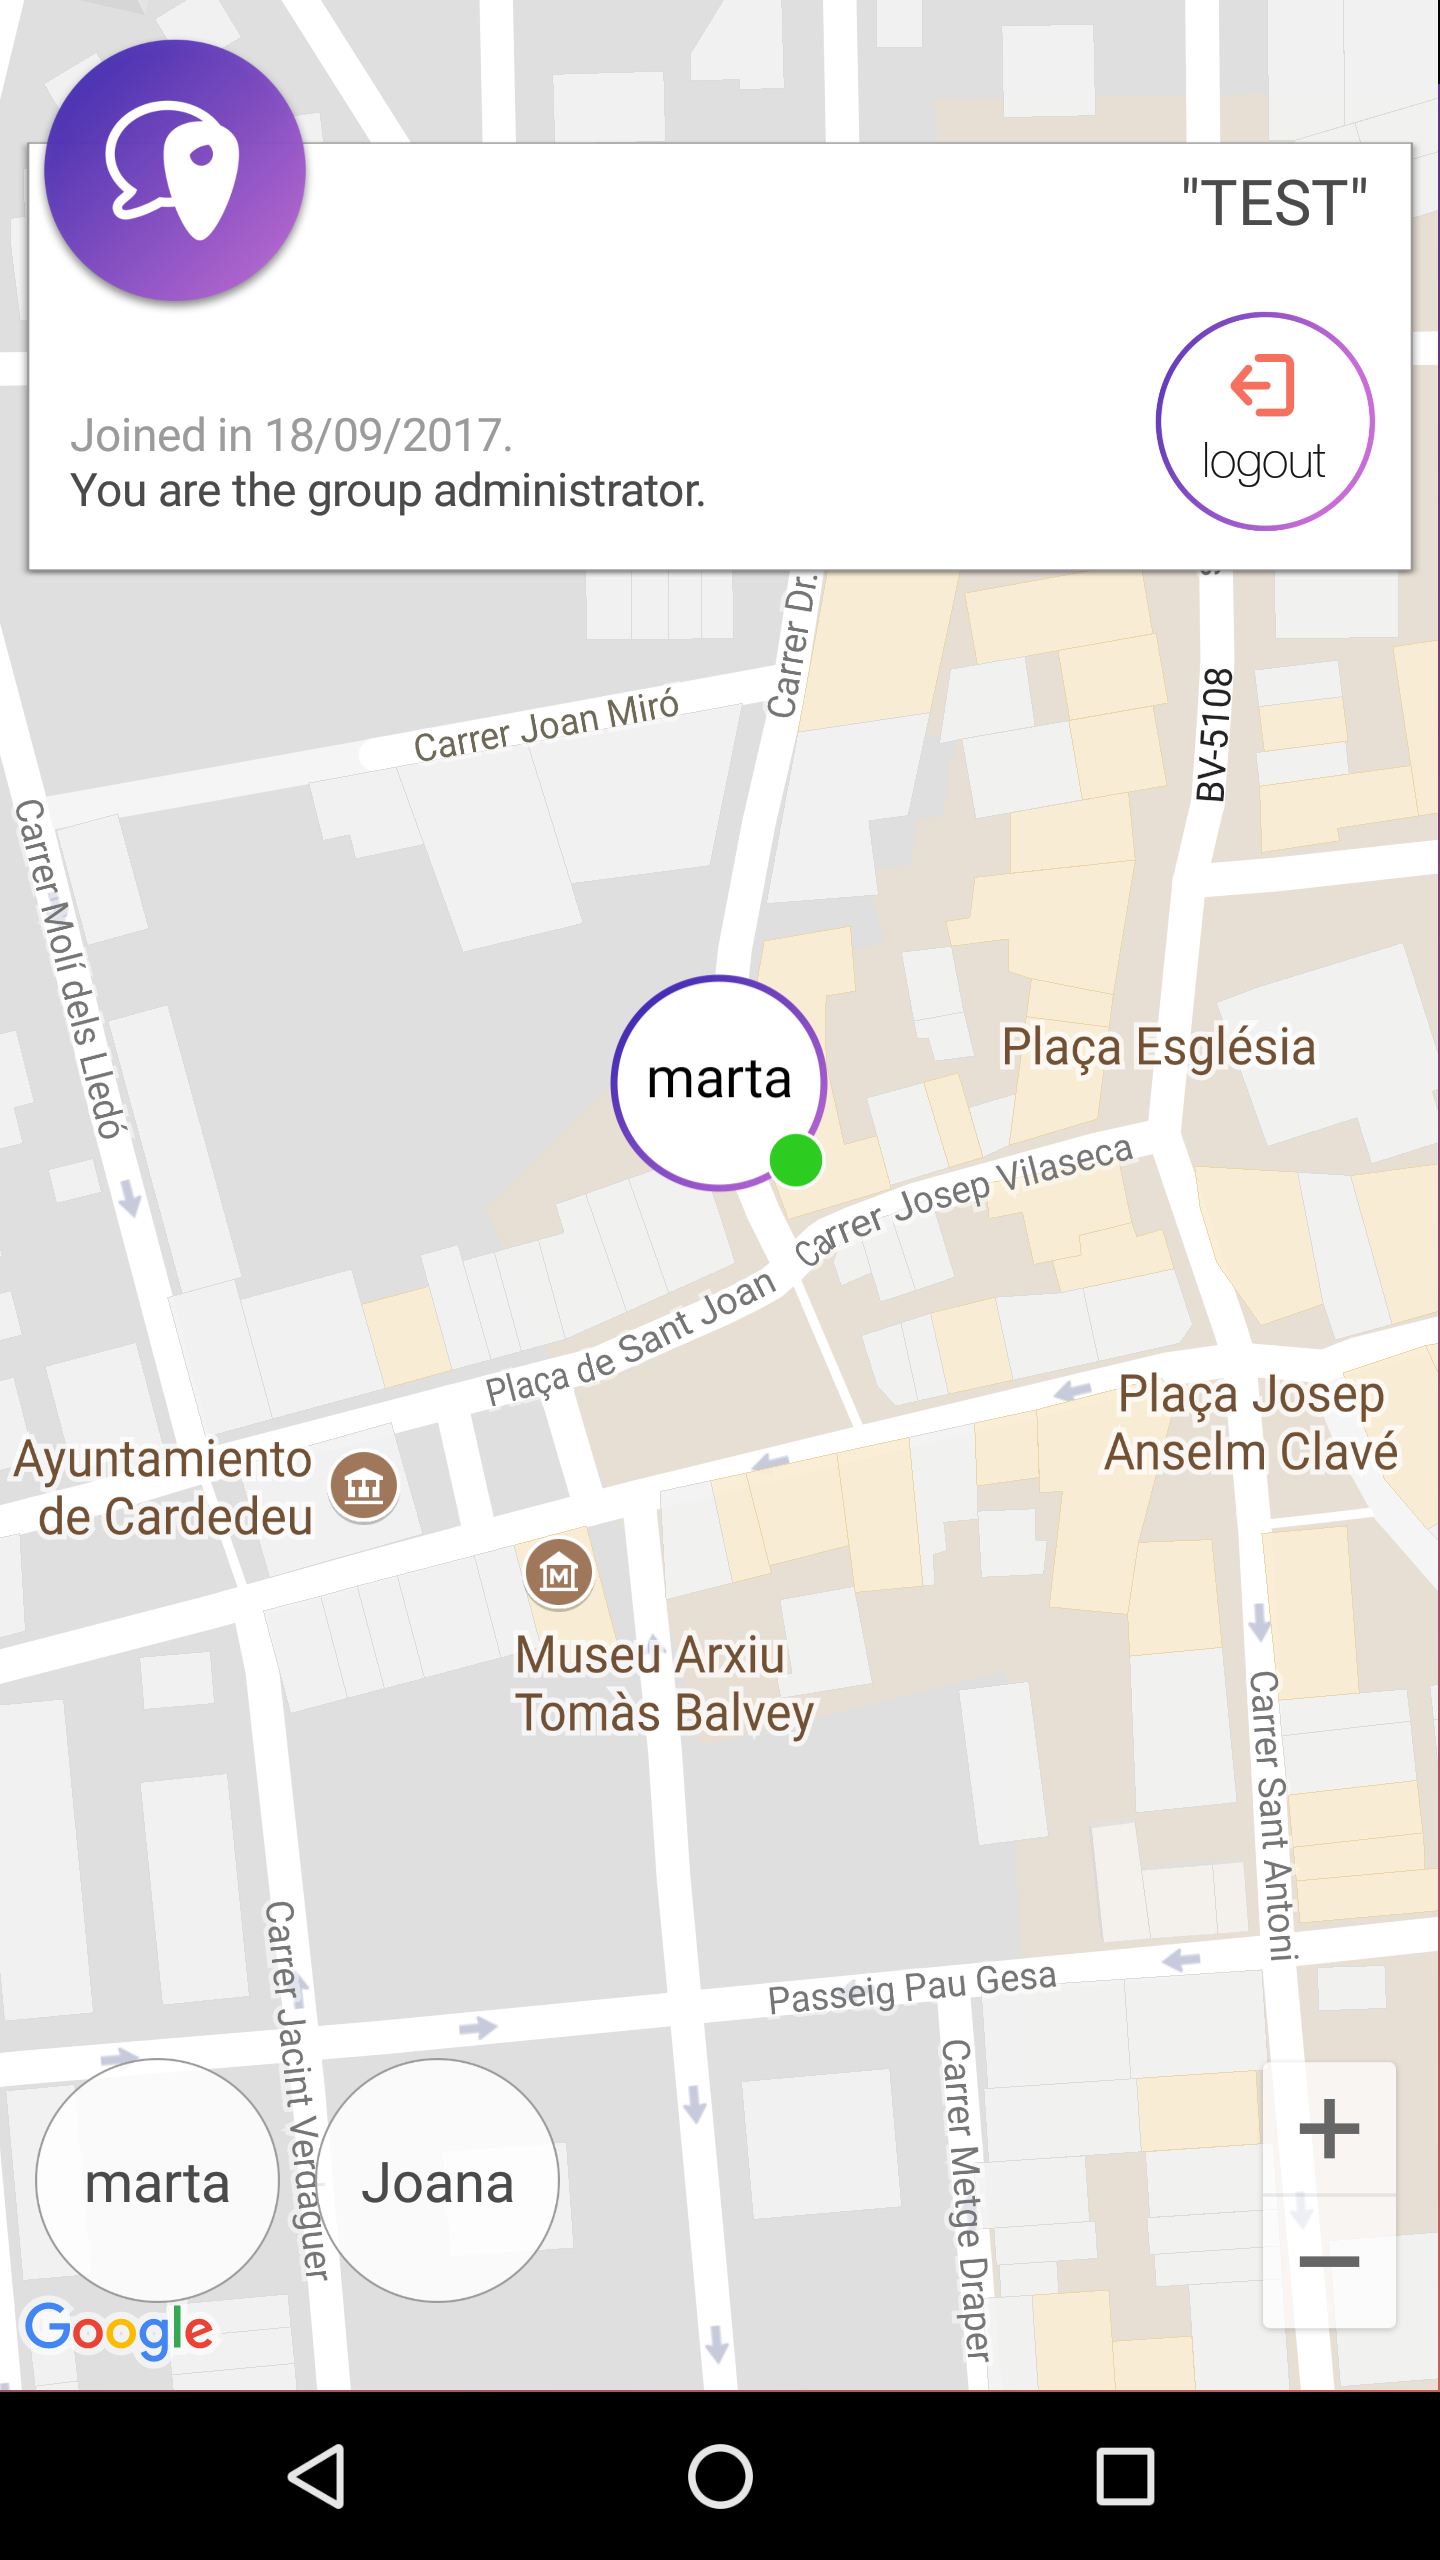 "TEST"
logout
Joined in 18/09/2017.
You are the group administrator.
Carrer Dr.
Carrer Joan Miró
BV-5108
Carrer Molí dels Lledó
marta
Plaça Església
Carrer Josep Vilaseca
Plaça de Sant Joan
Plaça Josep
Anselm Clavé
Ayuntamiento
de Cardedeu
M
Museu Arxiu
Tomàs Balvey
Carrer Sant Antoni
Carrer Jacint Verdaguer
Passeig Pau Gesa
Carrer Metge Draper
marta
Joana
Google